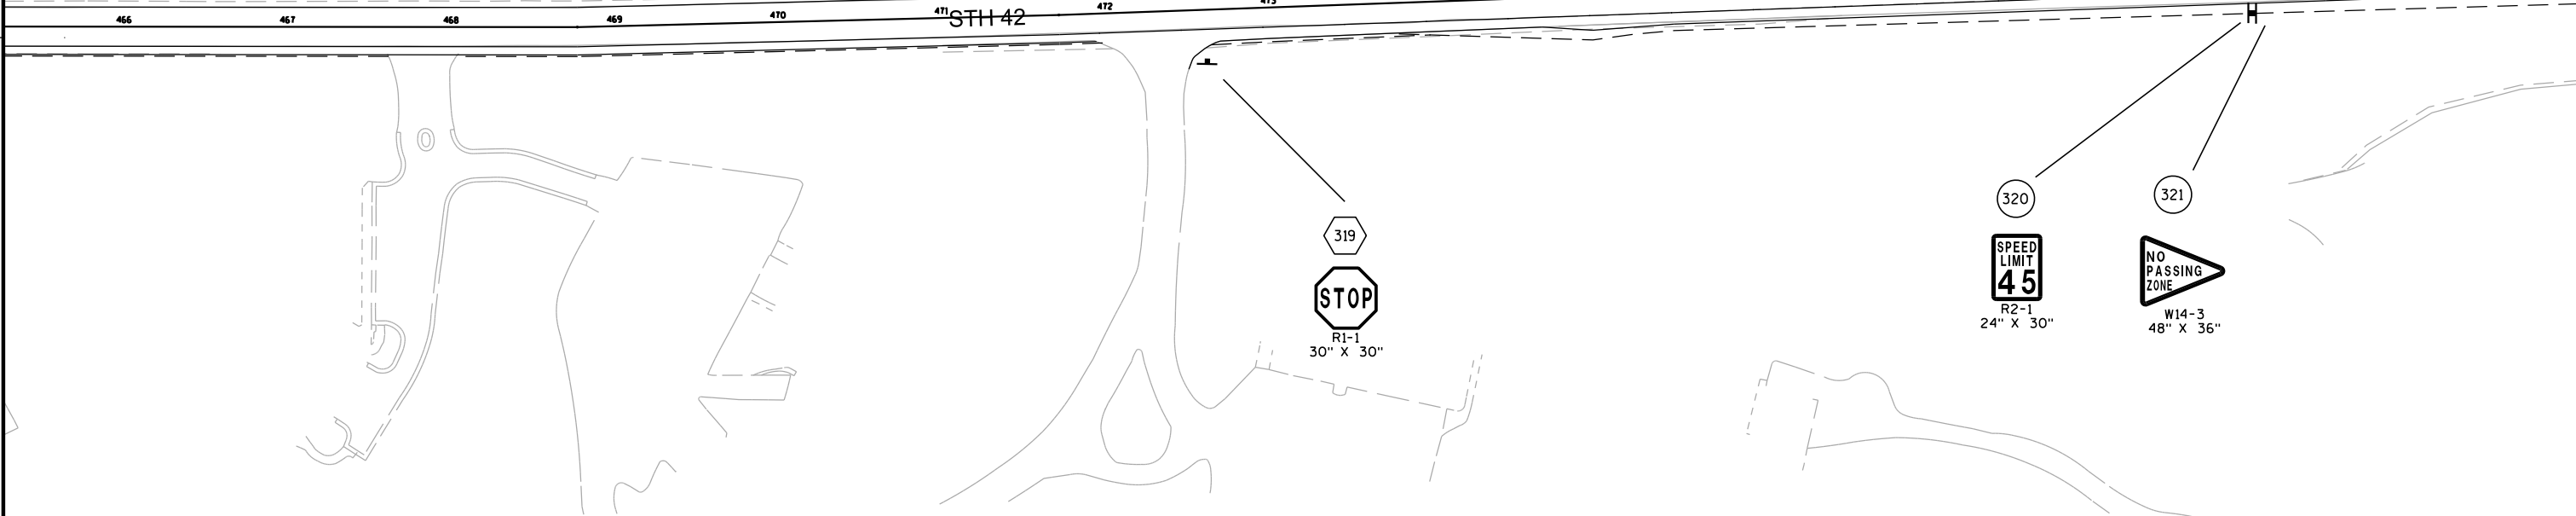 466 467 468 469 470 471 STH 42 472 473
H
319
STOP
R1-1
30" X 30"
320
SPEED
LIMIT
45
R2-1
24" X 30"
321
NO
PASSING
ZONE
W14-3
48" X 36"